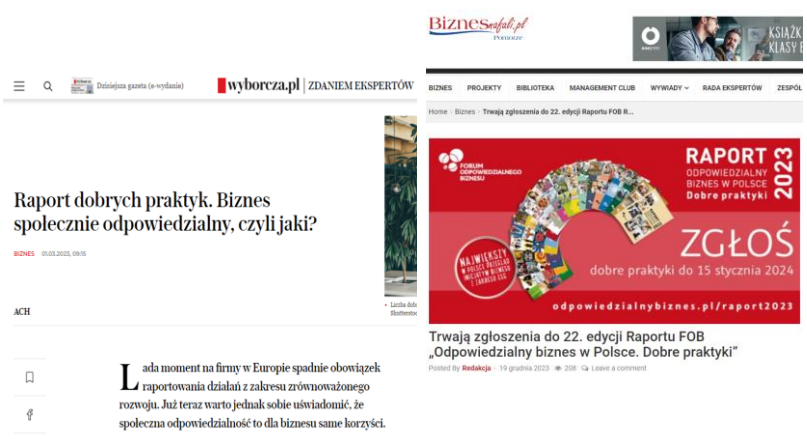 Dzisiejsza gazeta (e-wydanie)
wyborcza.pl | ZDANIEM EKSPERTÓW
Raport dobrych praktyk. Biznes
społecznie odpowiedzialny, czyli jaki?
BIZNES 01.03.2023, 09:15
ACH
Liczba
Lada moment na firmy w Europie spadnie obowiązek
raportowania działań z zakresu zrównoważonego
rozwoju. Już teraz warto jednak sobie uświadomić, że
społeczna odpowiedzialność to dla biznesu same korzyści.
Biznesnafali.pl
Pomorze
KSIĄŻK
KLASY B
BIZNES PROJEKTY BIBLIOTEKA MANAGEMENT CLUB WYWIADY RADA EKSPERTÓW ZESPÓŁ
Home Biznes Trwają zgłoszenia do 22. edycji Raportu FOB R...
FORUM
ODPOWIEDZIALNEGO
BIZNESU
RAPORT
ODPOWIEDZIALNY
BIZNES W POLSCE
Dobre praktyki
2023
NAJWIĘKSZY
W POLSCE PRZEGLĄD
INICJATYW BIZNESU
Z ZAKRESU ESG
ZGŁOŚ
dobre praktyki do 15 stycznia 2024
odpowiedzialnybiznes.pl/raport2023
Trwają zgłoszenia do 22. edycji Raportu FOB
„Odpowiedzialny biznes w Polsce. Dobre praktyki”
Posted By Redakcja - 19 grudnia 2023 208 Leave a comment